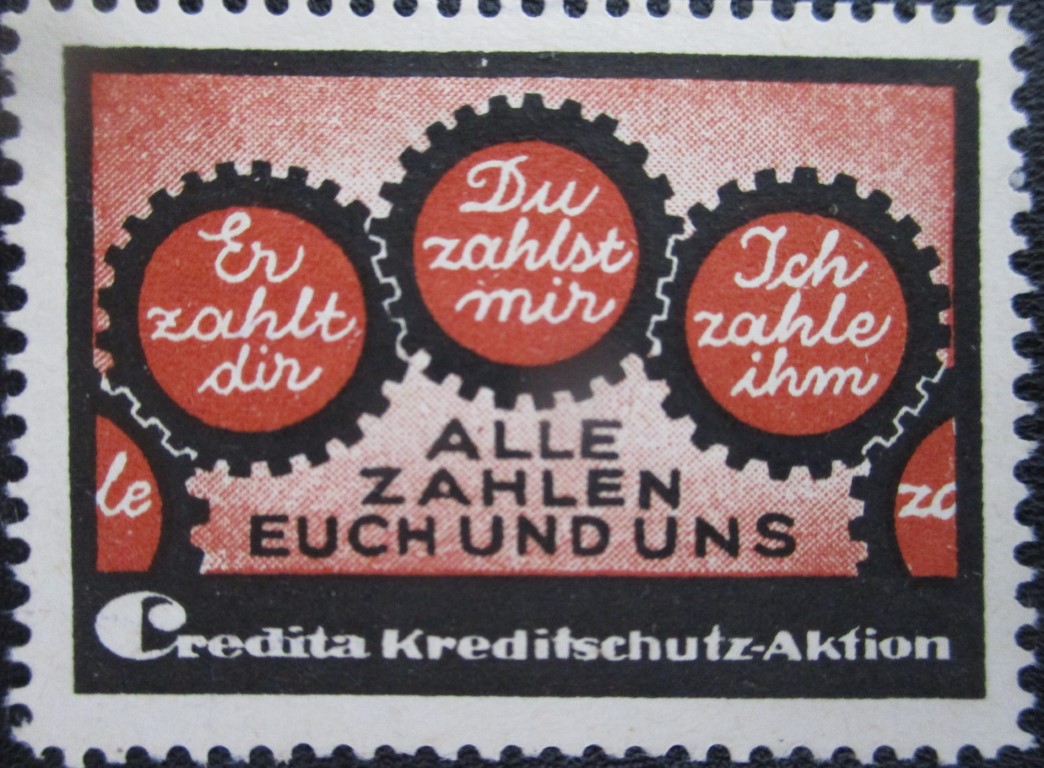 Er
zahlt
dir
Du
zahlst
mir
Ich
zahle
ihm
le
za
ALLE
ZAHLEN
EUCH UND UNS
Credita Kreditschutz-Aktion